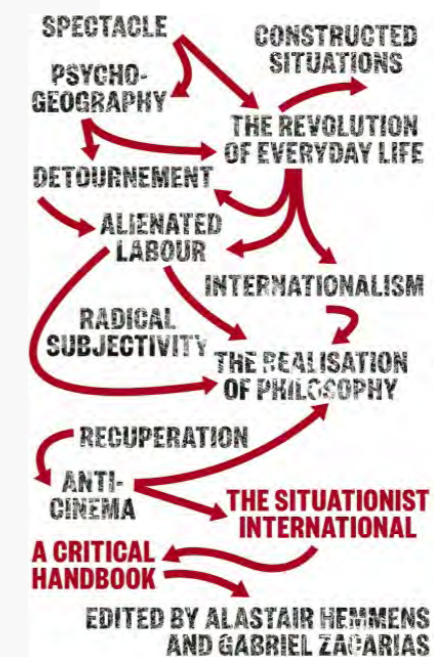 SPECTACLE
CONSTRUCTED
SITUATIONS
PSYCHO-
GEOGRAPHY
THE REVOLUTION
OF EVERYDAY LIFE
DETOURNEMENT
ALIENATED
LABOUR
INTERNATIONALISM
RADICAL
SUBJECTIVITY
THE REALISATION
OF PHILOSOPHY
RECUPERATION
ANTI-
CINEMA
THE SITUATIONIST
INTERNATIONAL
A CRITICAL
HANDBOOK
EDITED BY ALASTAIR HEMMENS
AND GABRIEL ZACARIAS